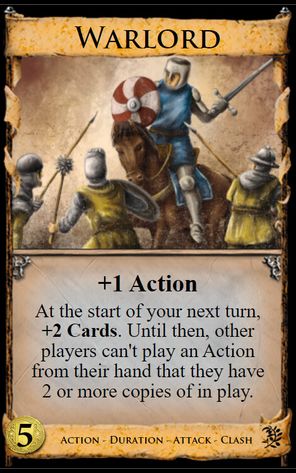 WARLORD
+1 Action
At the start of your next turn,
+2 Cards. Until then, other
players can't play an Action
from their hand that they have
2 or more copies of in play.
5
ACTION - DURATION - ATTACK - CLASH